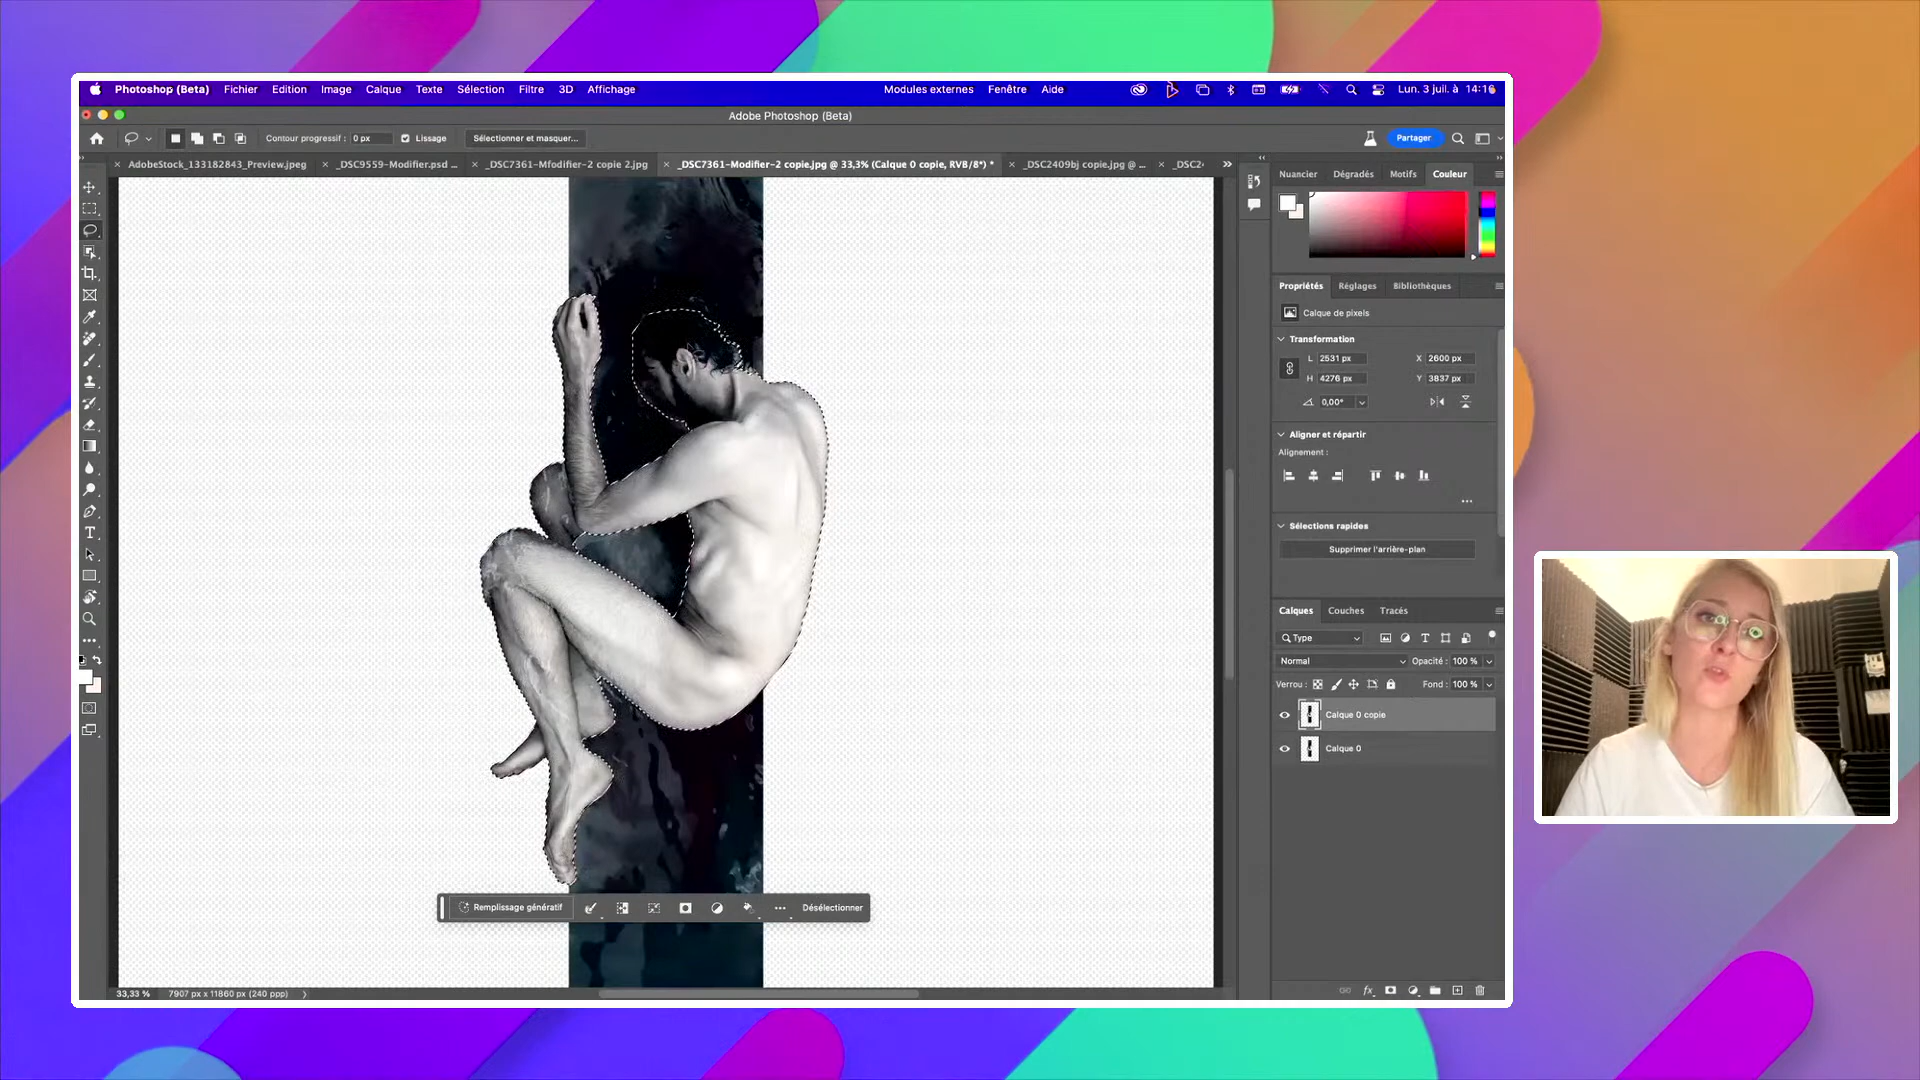 Photoshop (Beta) Fichier Edition Image Calque Texte Sélection Filtre 3D Affichage Modules externes Fenêtre Aide Lun. 3 juil. à 14:16
Adobe Photoshop (Beta)
Contour progressif : 0 px Lissage Sélectionner et masquer... Partager
AdobeStock_133182843_Preview.jpeg _DSC9559-Modifier.psd ... _DSC7361-Mfodifier-2 copie 2.jpg _DSC7361-Modifier-2 copie.jpg @ 33,3% (Calque 0 copie, RVB/8*) * _DSC2409bj copie.jpg @ ... _DSC2
Nuancier Dégradés Motifs Couleur
Propriétés Réglages Bibliothèques
Calque de pixels
Transformation
L 2531 px X 2600 px
H 4276 px Y 3837 px
0,00°
Aligner et répartir
Alignement :
Sélections rapides
Supprimer l'arrière-plan
Calques Couches Tracés
Type
Normal Opacité : 100 %
Verrou : Fond : 100 %
Calque 0 copie
Calque 0
Remplissage génératif Désélectionner
33,33 % 7907 px x 11860 px (240 ppp)
fx